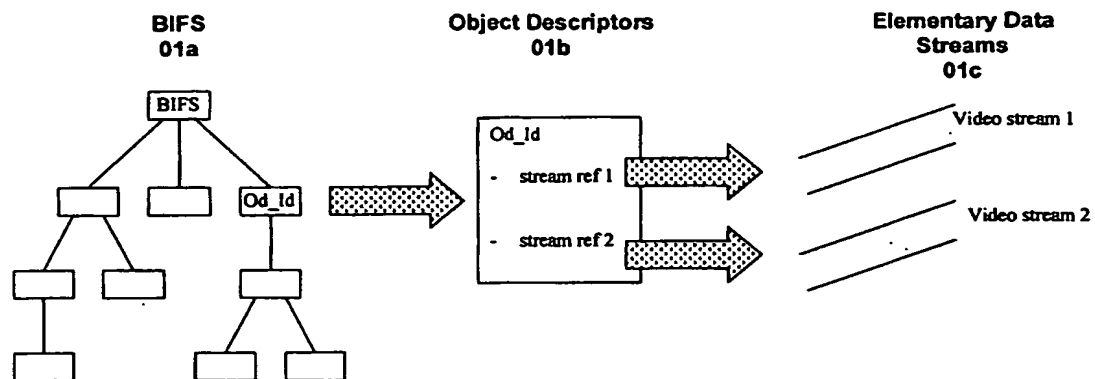 BIFS
01a
Object Descriptors
01b
Elementary Data
Streams
01c
BIFS
Od_Id
Od_Id
- stream ref 1
- stream ref 2
Video stream 1
Video stream 2